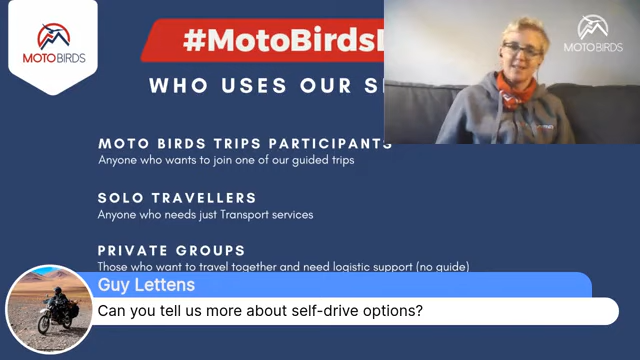 MOTOBIRDS
#MotoBirdsL
MOTOBIRDS
WHO USES OUR S
MOTO BIRDS TRIPS PARTICIPANTS
Anyone who wants to join one of our guided trips
SOLO TRAVELLERS
Anyone who needs just Transport services
PRIVATE GROUPS
Those who want to travel together and need logistic support (no guide)
Guy Lettens
Can you tell us more about self-drive options?